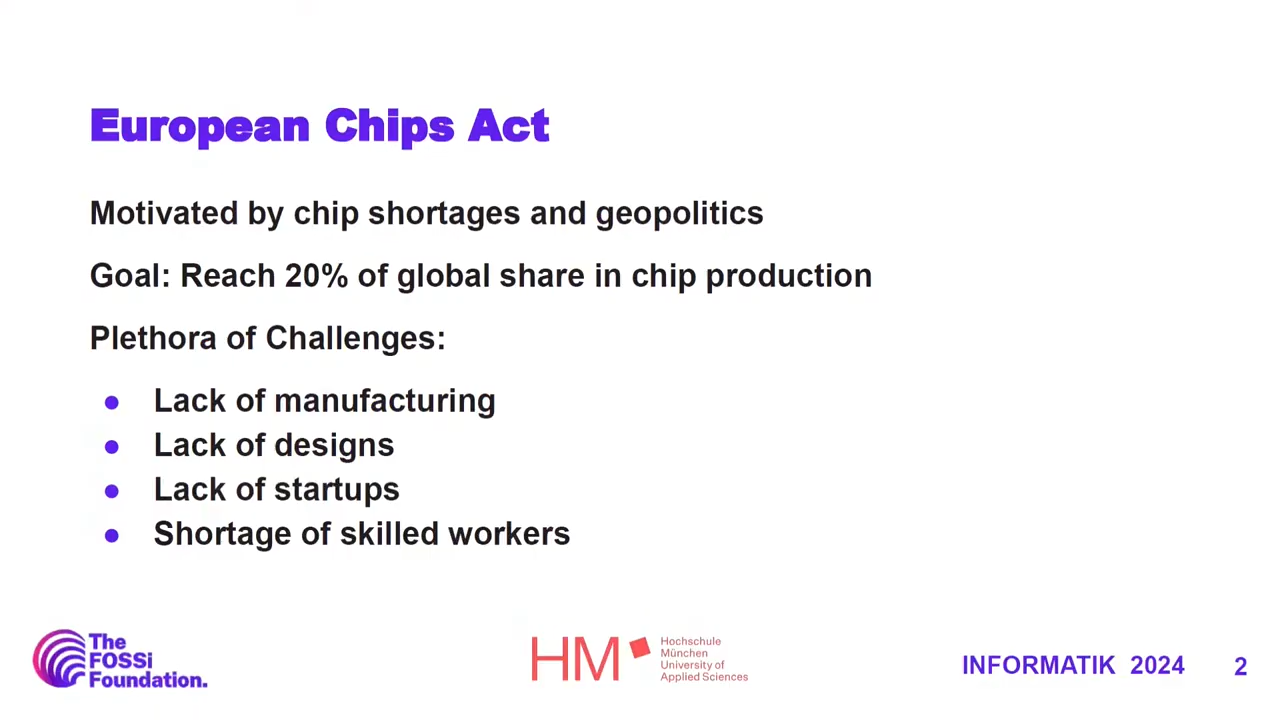 European Chips Act
Motivated by chip shortages and geopolitics
Goal: Reach 20% of global share in chip production
Plethora of Challenges:
● Lack of manufacturing
● Lack of designs
● Lack of startups
● Shortage of skilled workers
The
FOSSi
Foundation.
HM
Hochschule
München
University of
Applied Sciences
INFORMATIK 2024
2